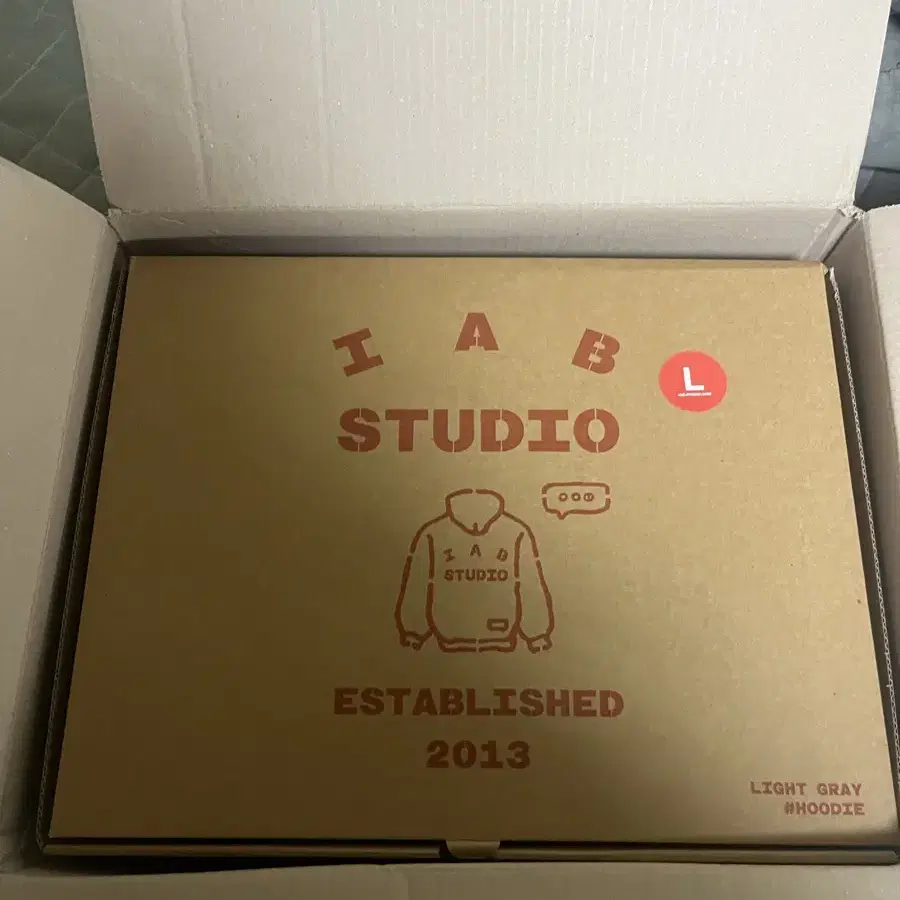 I A B
L
STUDIO
I A B
STUDIO
ESTABLISHED
2013
LIGHT GRAY
#HOODIE